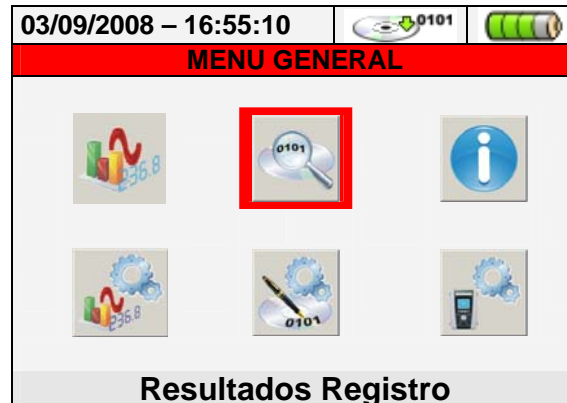 03/09/2008 – 16:55:10
0101
MENU GENERAL
236.8
0101
236.8
0101
Resultados Registro